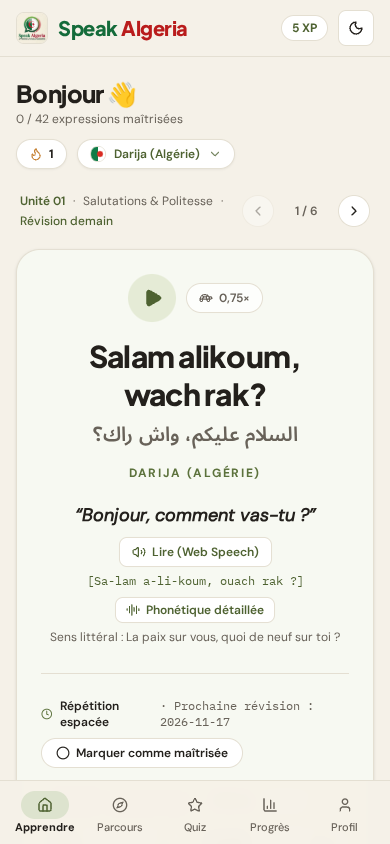 Speak Algeria
Speak Algeria
5 XP
Bonjour 👋
0 / 42 expressions maîtrisées
1
Darija (Algérie)
Unité 01 · Salutations & Politesse ·
Révision demain
1 / 6
0,75×
Salam alikoum,
wach rak?
السلام عليكم، واش راك؟
DARIJA (ALGÉRIE)
“Bonjour, comment vas-tu ?”
Lire (Web Speech)
[Sa-lam a-li-koum, ouach rak ?]
Phonétique détaillée
Sens littéral : La paix sur vous, quoi de neuf sur toi ?
Répétition
espacée
· Prochaine révision :
2026-11-17
Marquer comme maîtrisée
Apprendre
Parcours
Quiz
Progrès
Profil